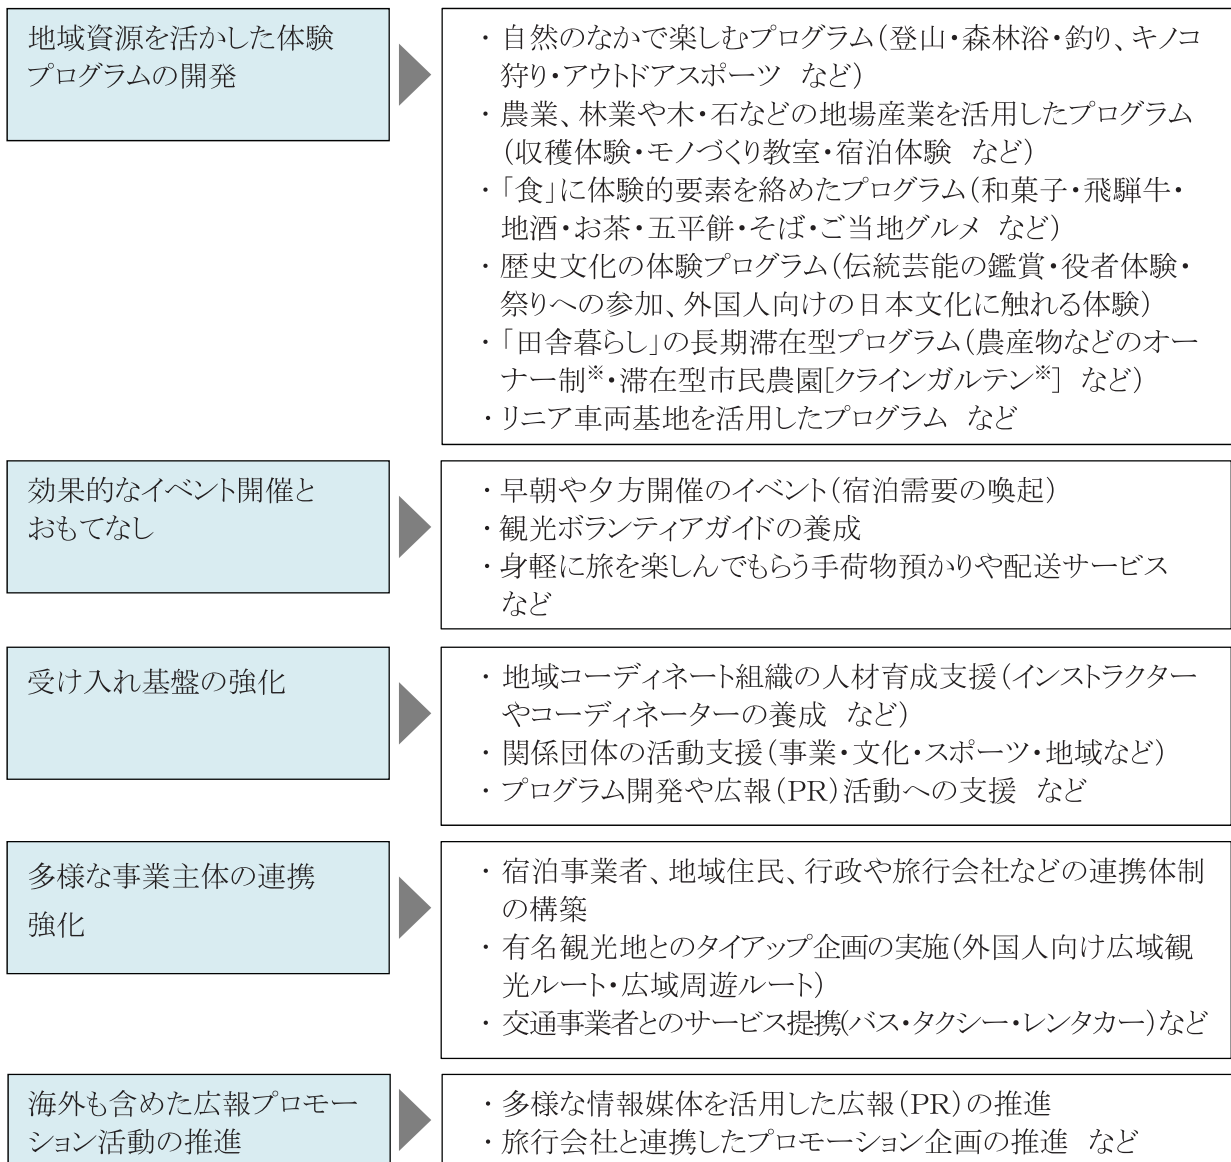 地域資源を活かした体験
プログラムの開発
・自然のなかで楽しむプログラム（登山・森林浴・釣り、キノコ
狩り・アウトドアスポーツ　など）
・農業、林業や木・石などの地場産業を活用したプログラム
（収穫体験・モノづくり教室・宿泊体験　など）
・「食」に体験的要素を絡めたプログラム（和菓子・飛騨牛・
地酒・お茶・五平餅・そば・ご当地グルメ　など）
・歴史文化の体験プログラム（伝統芸能の鑑賞・役者体験・
祭りへの参加、外国人向けの日本文化に触れる体験）
・「田舎暮らし」の長期滞在型プログラム（農産物などのオー
ナー制※・滞在型市民農園[クラインガルテン※]　など）
・リニア車両基地を活用したプログラム　など
効果的なイベント開催と
おもてなし
・早朝や夕方開催のイベント（宿泊需要の喚起）
・観光ボランティアガイドの養成
・身軽に旅を楽しんでもらう手荷物預かりや配送サービス
など
受け入れ基盤の強化
・地域コーディネート組織の人材育成支援（インストラクター
やコーディネーターの養成　など）
・関係団体の活動支援（事業・文化・スポーツ・地域など）
・プログラム開発や広報（PR）活動への支援　など
多様な事業主体の連携
強化
・宿泊事業者、地域住民、行政や旅行会社などの連携体制
の構築
・有名観光地とのタイアップ企画の実施（外国人向け広域観
光ルート・広域周遊ルート）
・交通事業者とのサービス提携（バス・タクシー・レンタカー）など
海外も含めた広報プロモー
ション活動の推進
・多様な情報媒体を活用した広報（PR）の推進
・旅行会社と連携したプロモーション企画の推進　など